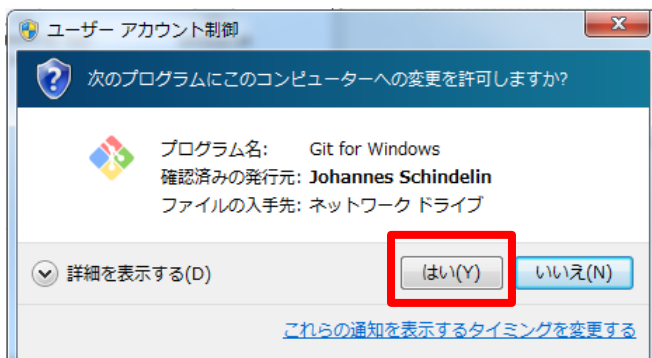 ユーザー アカウント制御
次のプログラムにこのコンピューターへの変更を許可しますか?
プログラム名: Git for Windows
確認済みの発行元: Johannes Schindelin
ファイルの入手先: ネットワーク ドライブ
詳細を表示する(D) はい(Y) いいえ(N)
これらの通知を表示するタイミングを変更する